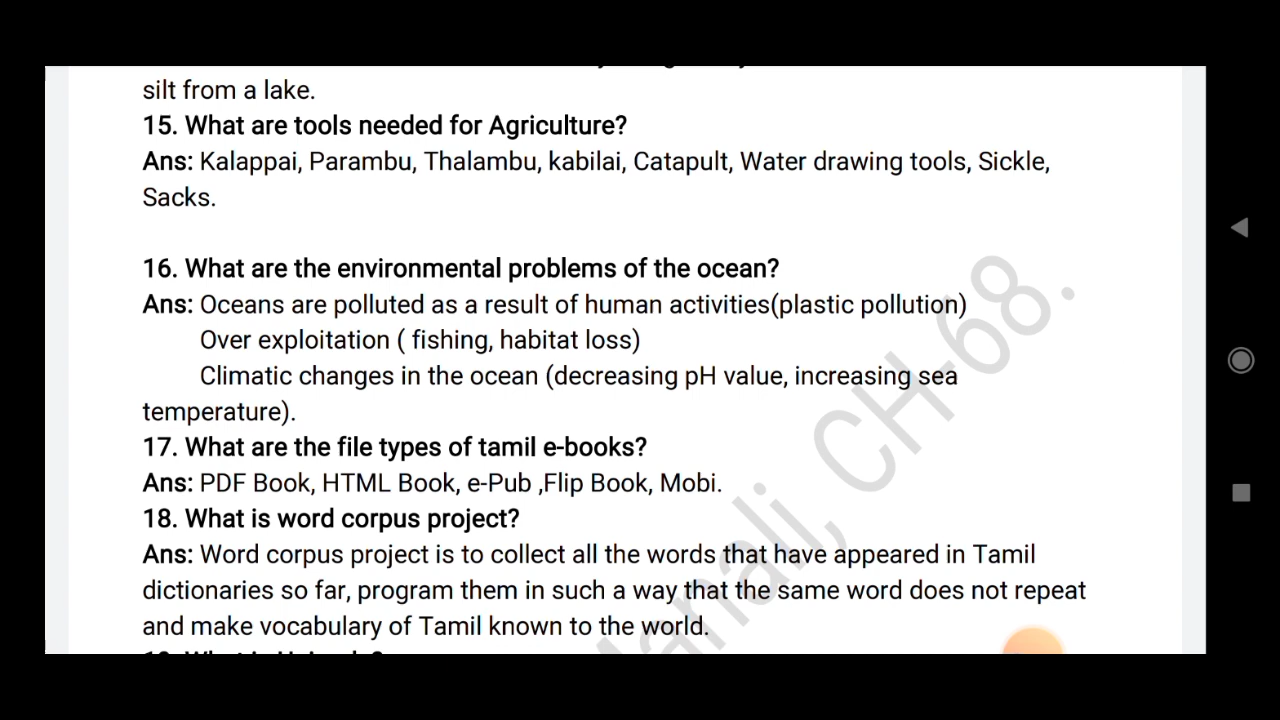 silt from a lake.
15. What are tools needed for Agriculture?
Ans: Kalappai, Parambu, Thalambu, kabilai, Catapult, Water drawing tools, Sickle,
Sacks.
16. What are the environmental problems of the ocean?
Ans: Oceans are polluted as a result of human activities(plastic pollution)
Over exploitation ( fishing, habitat loss)
Climatic changes in the ocean (decreasing pH value, increasing sea
temperature).
17. What are the file types of tamil e-books?
Ans: PDF Book, HTML Book, e-Pub ,Flip Book, Mobi.
18. What is word corpus project?
Ans: Word corpus project is to collect all the words that have appeared in Tamil
dictionaries so far, program them in such a way that the same word does not repeat
and make vocabulary of Tamil known to the world.
Manali, CH-68.